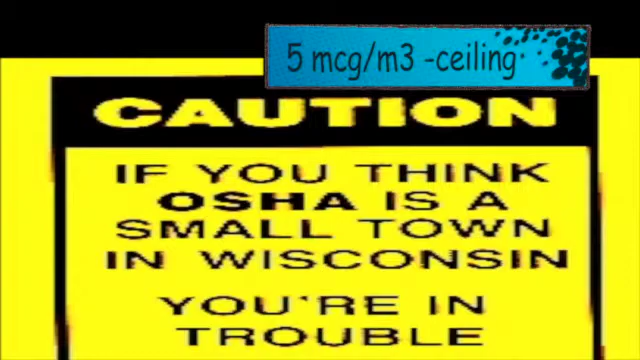 5 mcg/m3 -ceiling
CAUTION
IF YOU THINK
OSHA IS A
SMALL TOWN
IN WISCONSIN
YOU'RE IN
TROUBLE